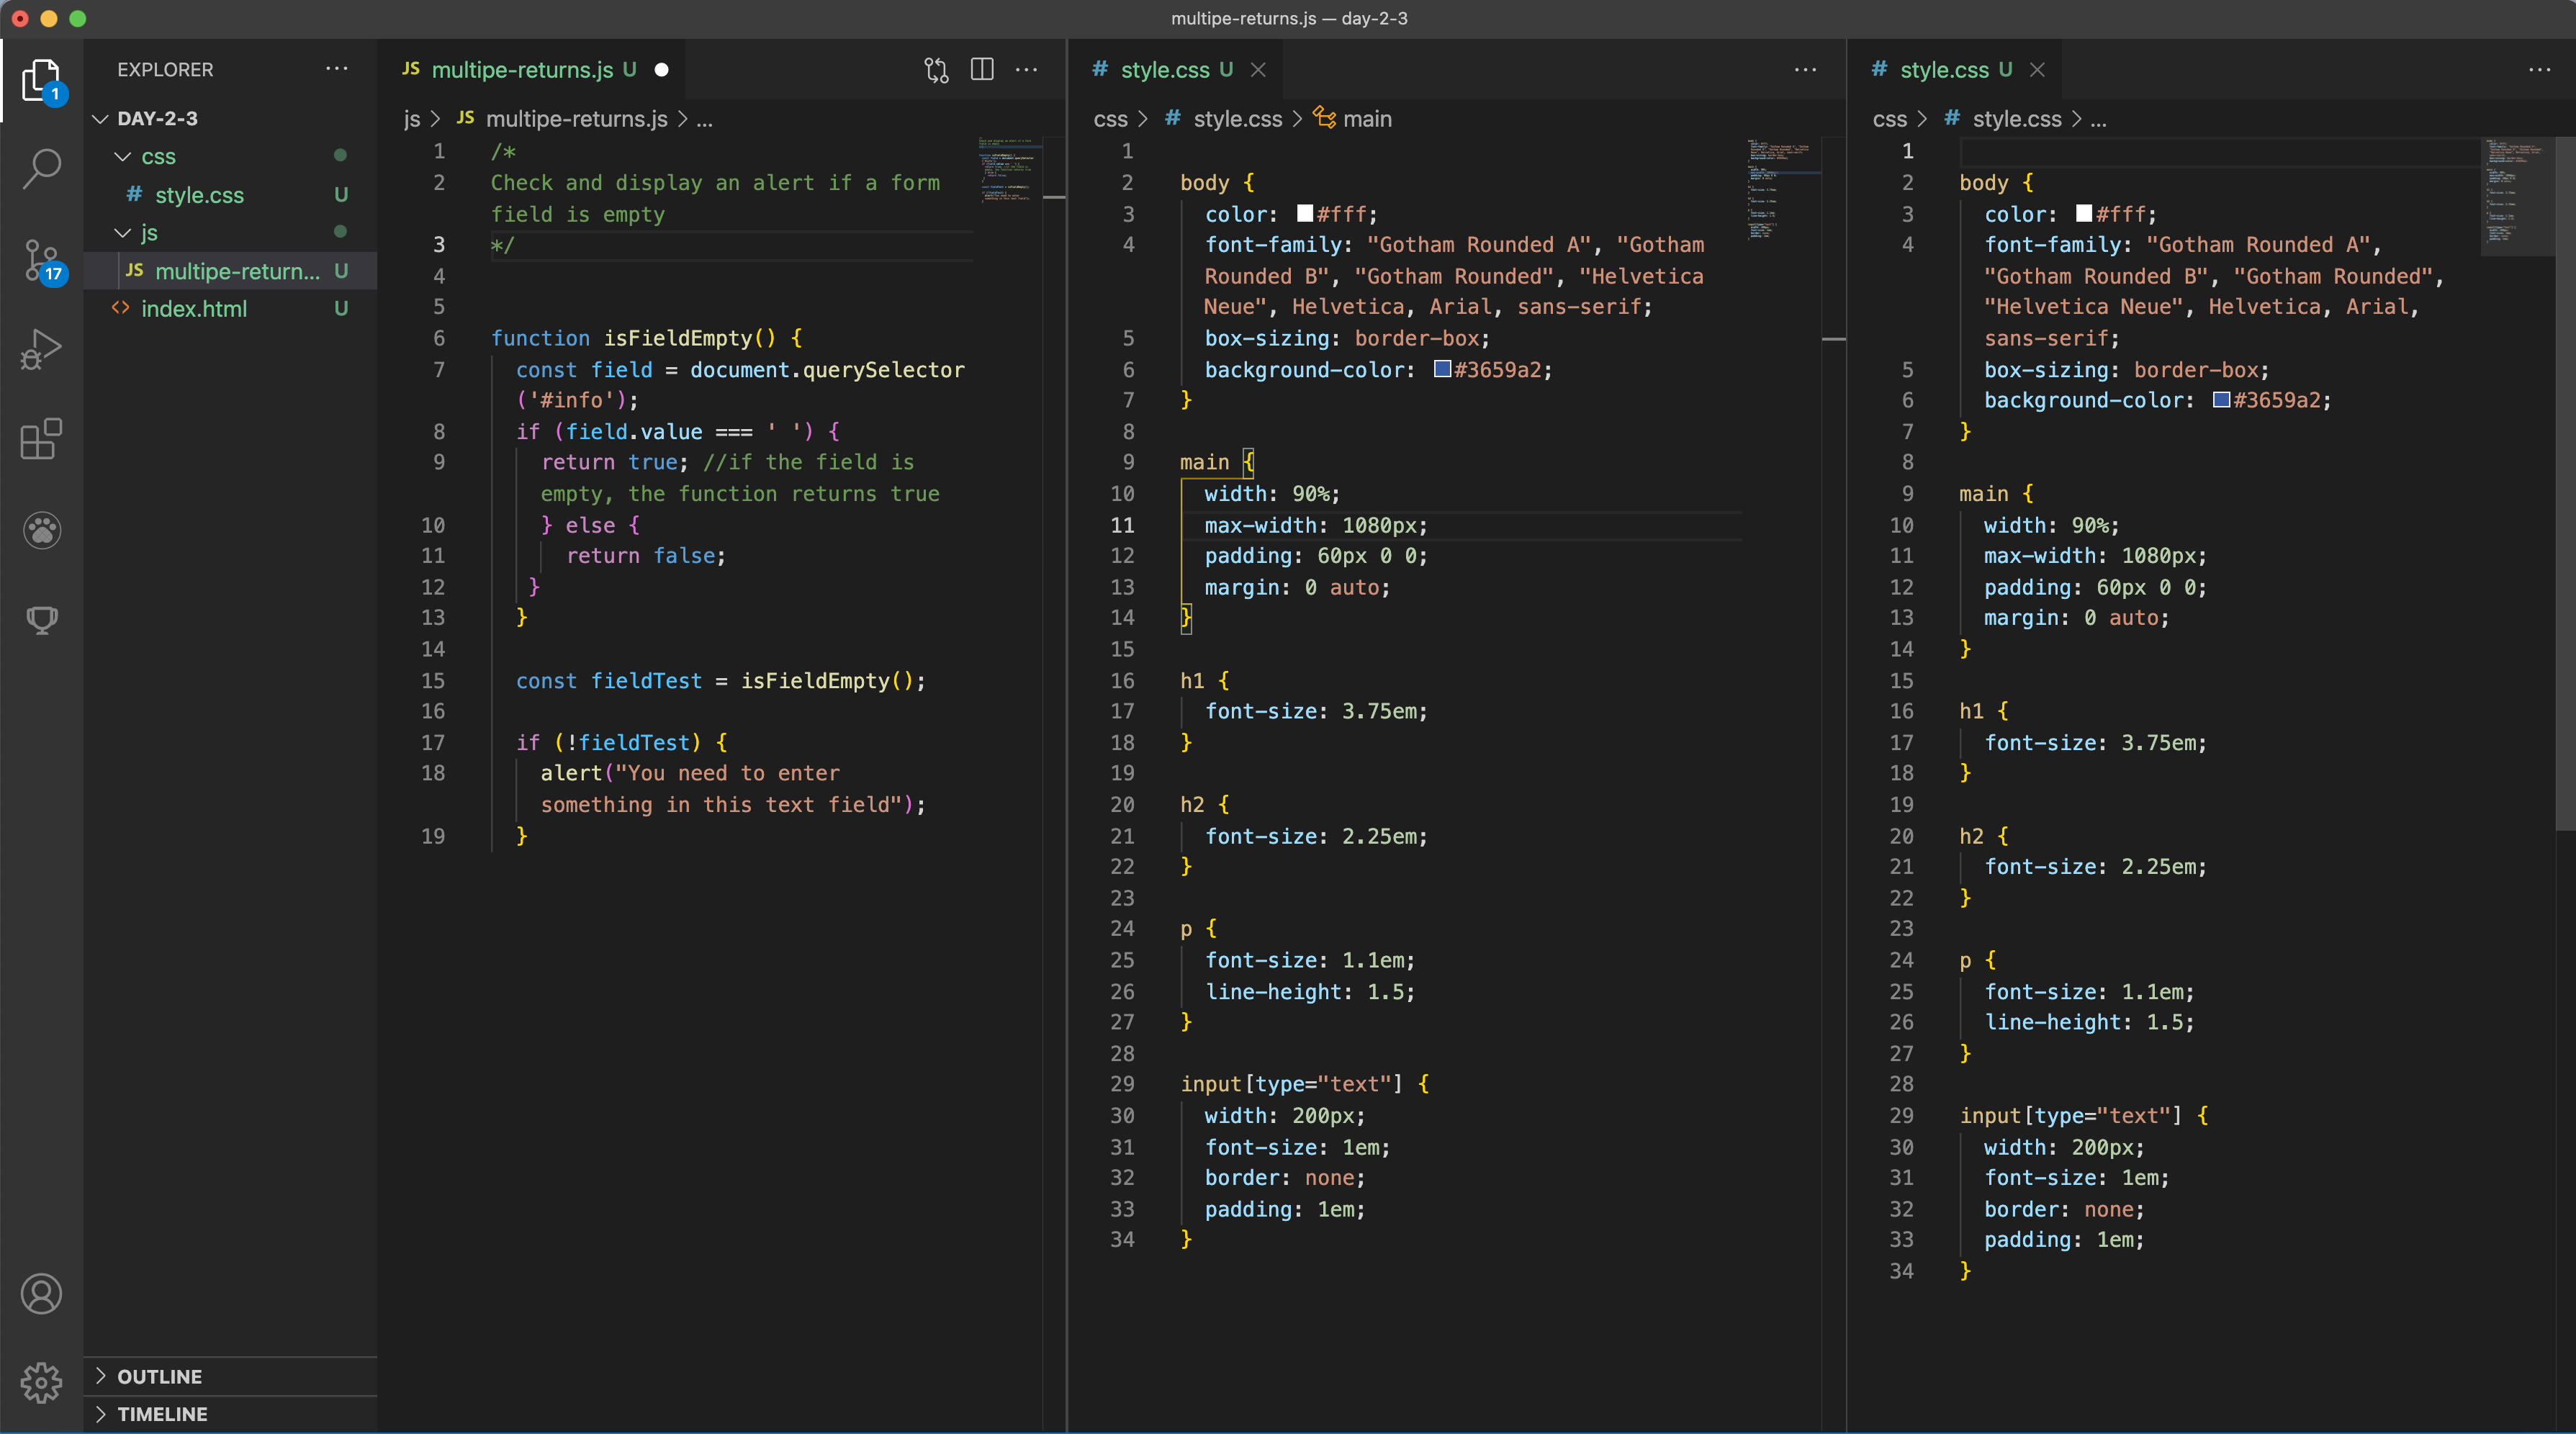 multipe-returns.js — day-2-3
EXPLORER
1
17
DAY-2-3
css
# style.css U
js
JS multipe-return... U
<> index.html U
OUTLINE
TIMELINE
JS multipe-returns.js U
js > JS multipe-returns.js > ...
1 /*
2 Check and display an alert if a form
field is empty
3 */
4
5
6 function isFieldEmpty() {
7 const field = document.querySelector
('#info');
8 if (field.value === ' ') {
9 return true; //if the field is
empty, the function returns true
10 } else {
11 return false;
12 }
13 }
14
15 const fieldTest = isFieldEmpty();
16
17 if (!fieldTest) {
18 alert("You need to enter
something in this text field");
19 }
# style.css U
css > # style.css > main
1
2 body {
3 color: #fff;
4 font-family: "Gotham Rounded A", "Gotham
Rounded B", "Gotham Rounded", "Helvetica
Neue", Helvetica, Arial, sans-serif;
5 box-sizing: border-box;
6 background-color: #3659a2;
7 }
8
9 main {
10 width: 90%;
11 max-width: 1080px;
12 padding: 60px 0 0;
13 margin: 0 auto;
14 }
15
16 h1 {
17 font-size: 3.75em;
18 }
19
20 h2 {
21 font-size: 2.25em;
22 }
23
24 p {
25 font-size: 1.1em;
26 line-height: 1.5;
27 }
28
29 input[type="text"] {
30 width: 200px;
31 font-size: 1em;
32 border: none;
33 padding: 1em;
34 }
# style.css U
css > # style.css > ...
1
2 body {
3 color: #fff;
4 font-family: "Gotham Rounded A",
"Gotham Rounded B", "Gotham Rounded",
"Helvetica Neue", Helvetica, Arial,
sans-serif;
5 box-sizing: border-box;
6 background-color: #3659a2;
7 }
8
9 main {
10 width: 90%;
11 max-width: 1080px;
12 padding: 60px 0 0;
13 margin: 0 auto;
14 }
15
16 h1 {
17 font-size: 3.75em;
18 }
19
20 h2 {
21 font-size: 2.25em;
22 }
23
24 p {
25 font-size: 1.1em;
26 line-height: 1.5;
27 }
28
29 input[type="text"] {
30 width: 200px;
31 font-size: 1em;
32 border: none;
33 padding: 1em;
34 }